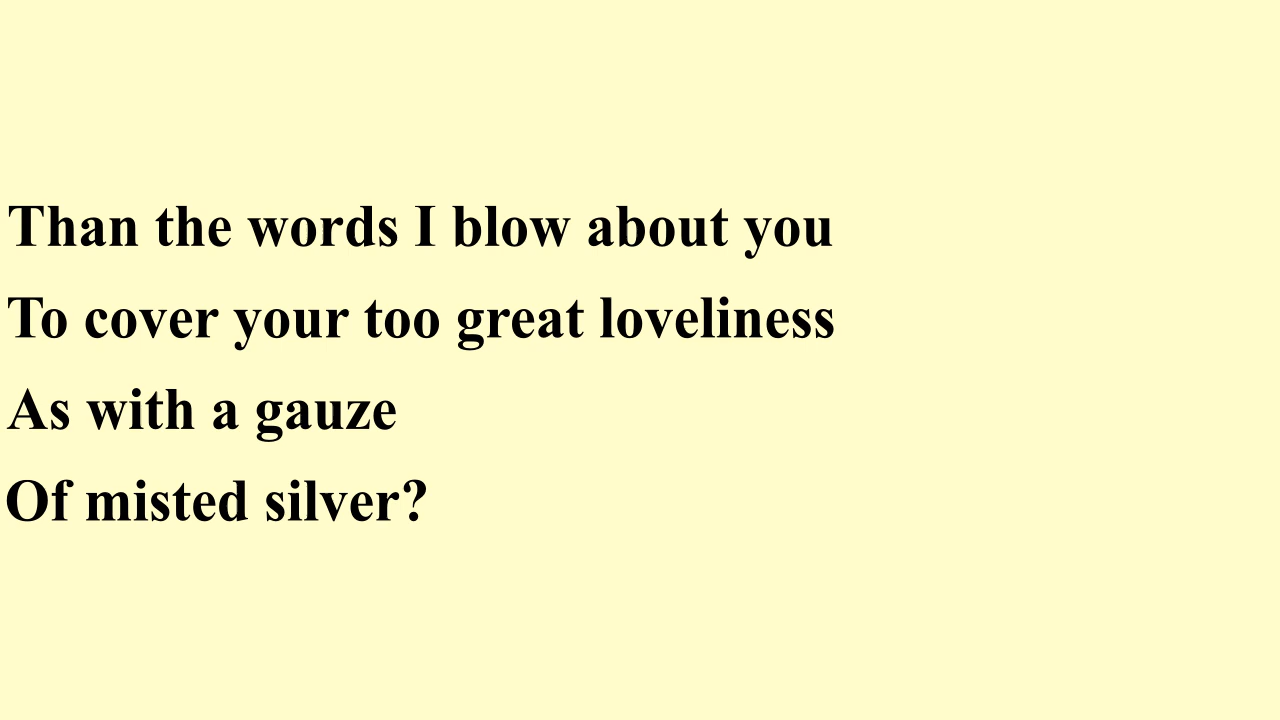 Than the words I blow about you
To cover your too great loveliness
As with a gauze
Of misted silver?